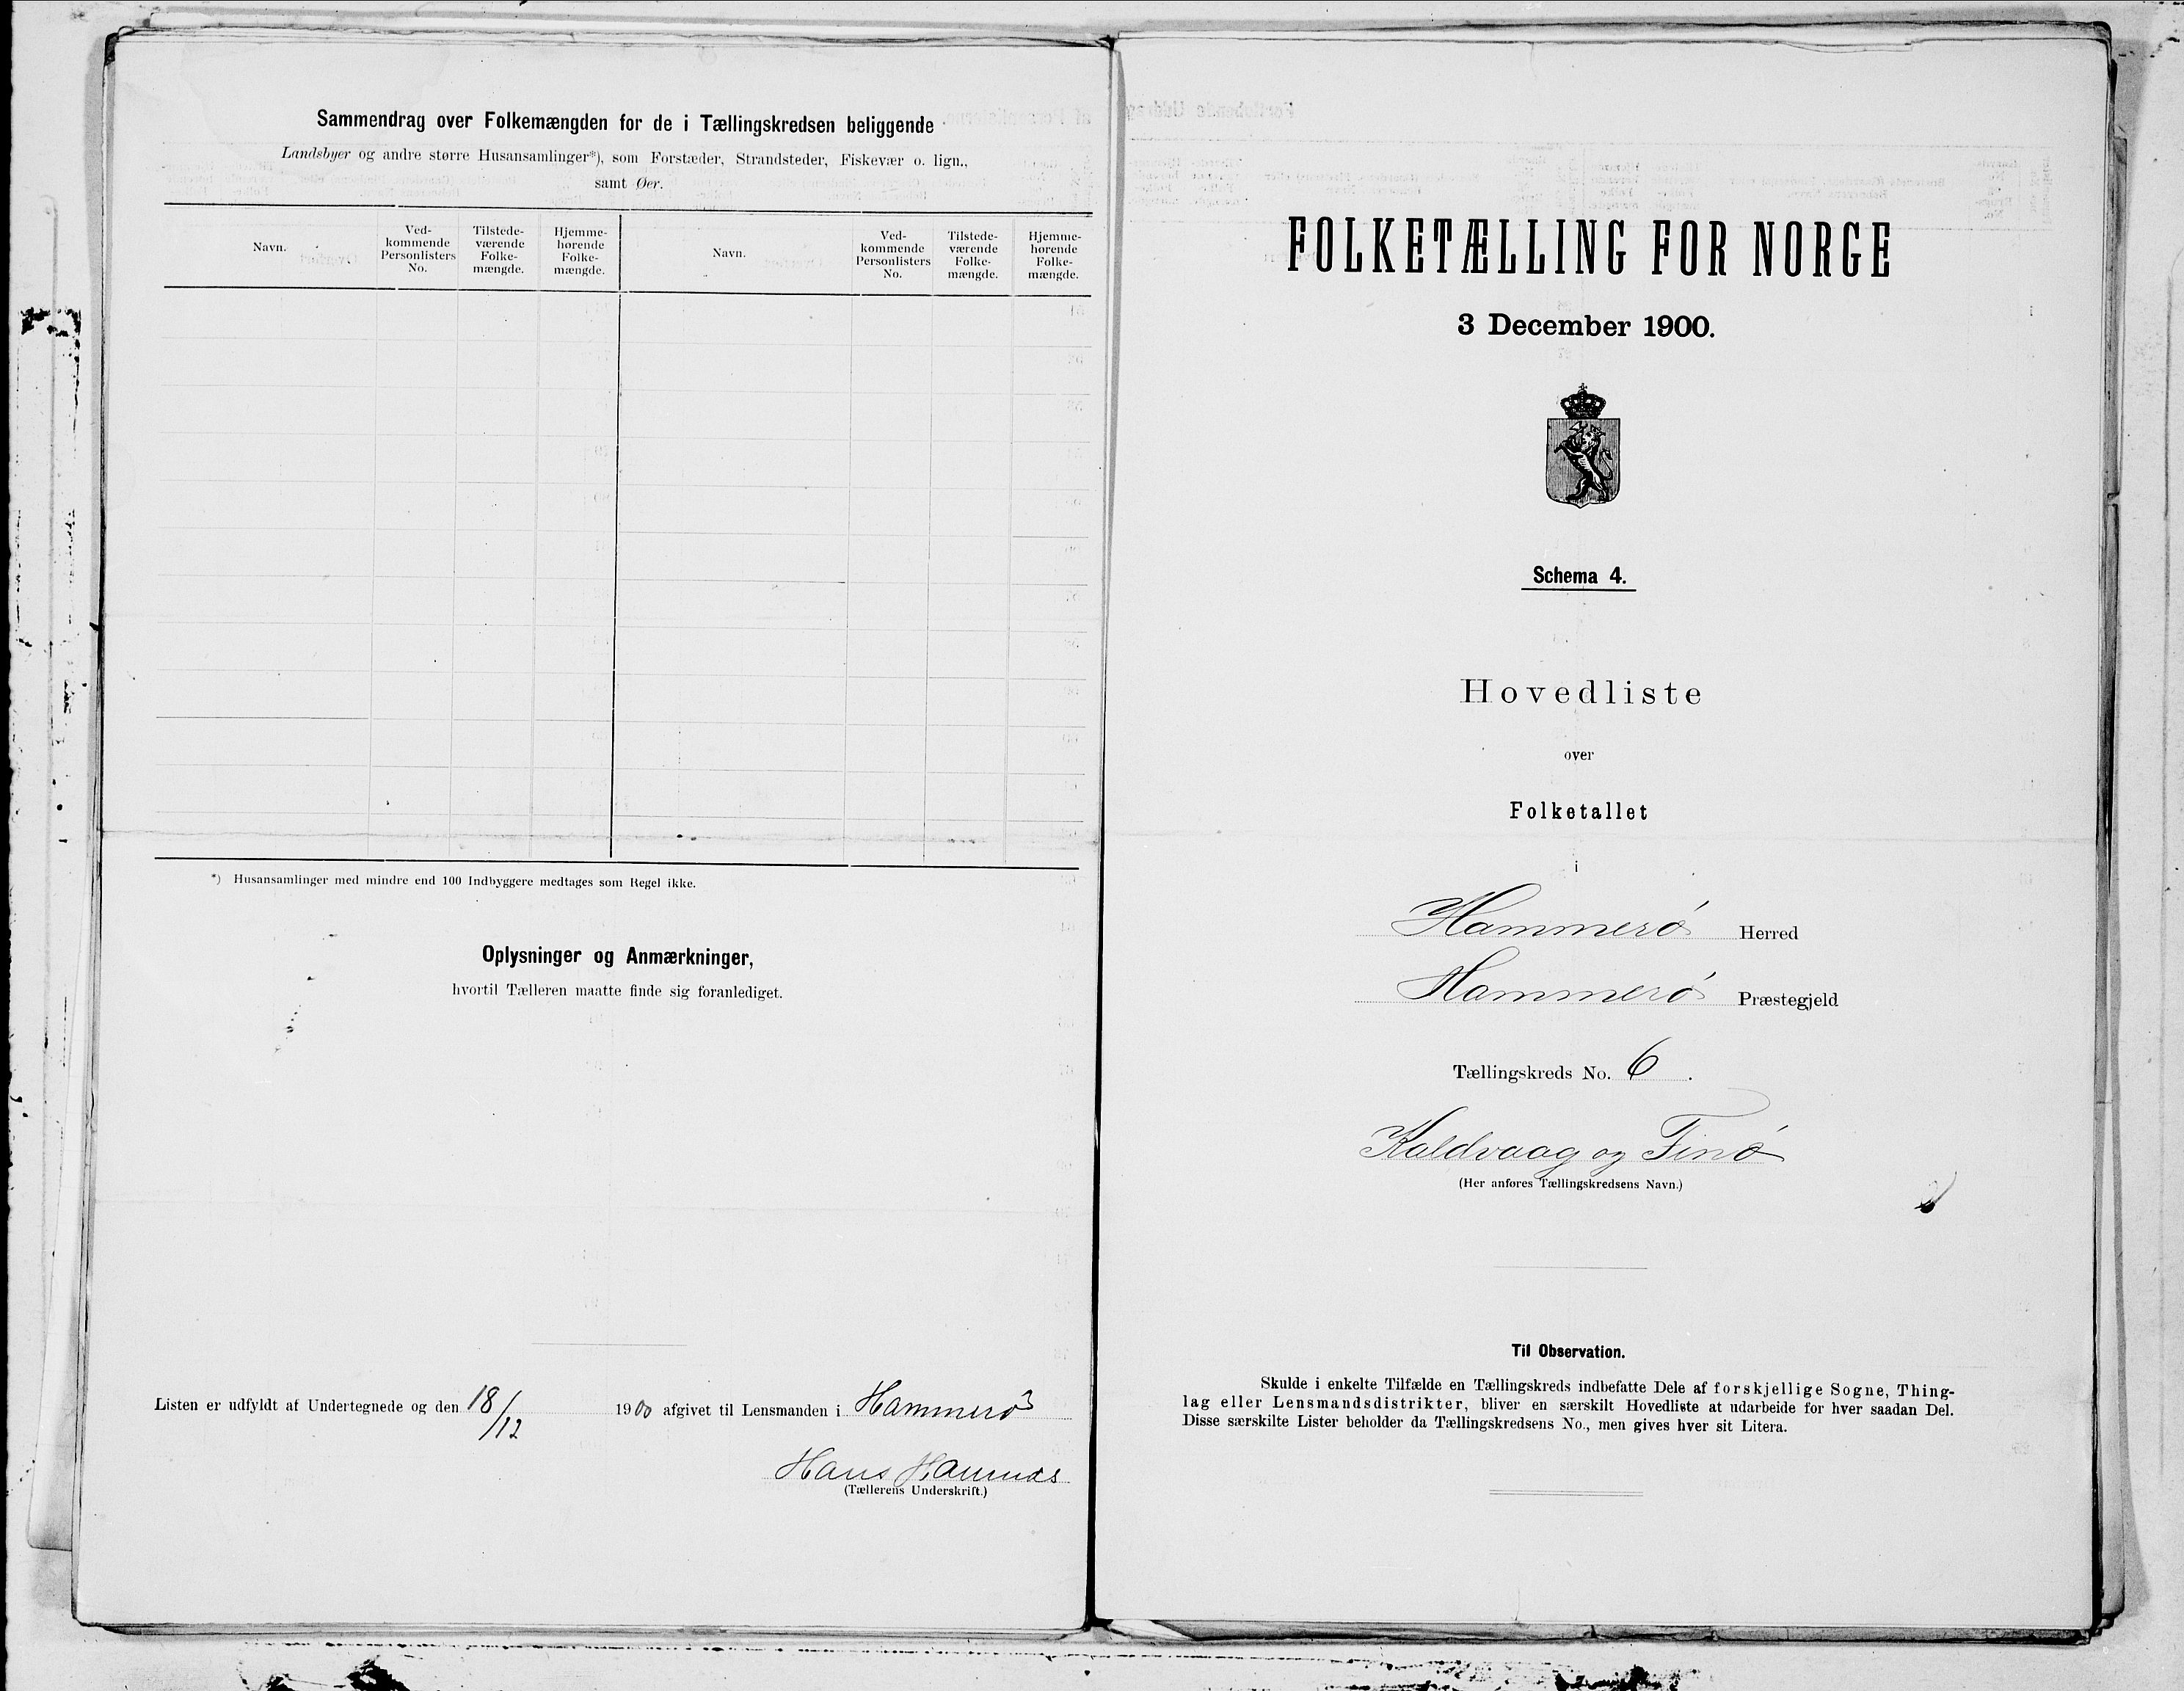 Sammendrag over Folkemængden for de i Tællingskredsen beliggende
Landsbyer og andre større Husansamlinger*), som Forstæder, Strandsteder, Fiskevær o. lign.,
samt Øer.
Navn.
Ved-
kommende
Personlisters
No.
Tilstede-
værende
Folke-
mængde.
Hjemme-
hørende
Folke-
mængde.
Navn.
Ved-
kommende
Personlisters
No.
Tilstede-
værende
Folke-
mængde.
Hjemme-
hørende
Folke-
mængde.
*) Husansamlinger med mindre end 100 Indbyggere medtages som Regel ikke.
Oplysninger og Anmærkninger,
hvortil Tælleren maatte finde sig foranlediget.
Listen er udfyldt af Undertegnede og den 18/12 1900 afgivet til Lensmanden i Hammerø
Hans
(Tællerens Underskrift.)
FOLKETÆLLING FOR NORGE
3 December 1900.
Schema 4.
Hovedliste
over
Folketallet
i
Hammerø Herred
Hammerø Præstegjeld
Tællingskreds No. 6.
Kaldvaag og Finø
(Her anføres Tællingskredsens Navn.)
Til Observation.
Skulde i enkelte Tilfælde en Tællingskreds indbefatte Dele af forskjellige Sogne, Thing-
lag eller Lensmandsdistrikter, bliver en særskilt Hovedliste at udarbeide for hver saadan Del.
Disse særskilte Lister beholder da Tællingskredsens No., men gives hver sit Litera.